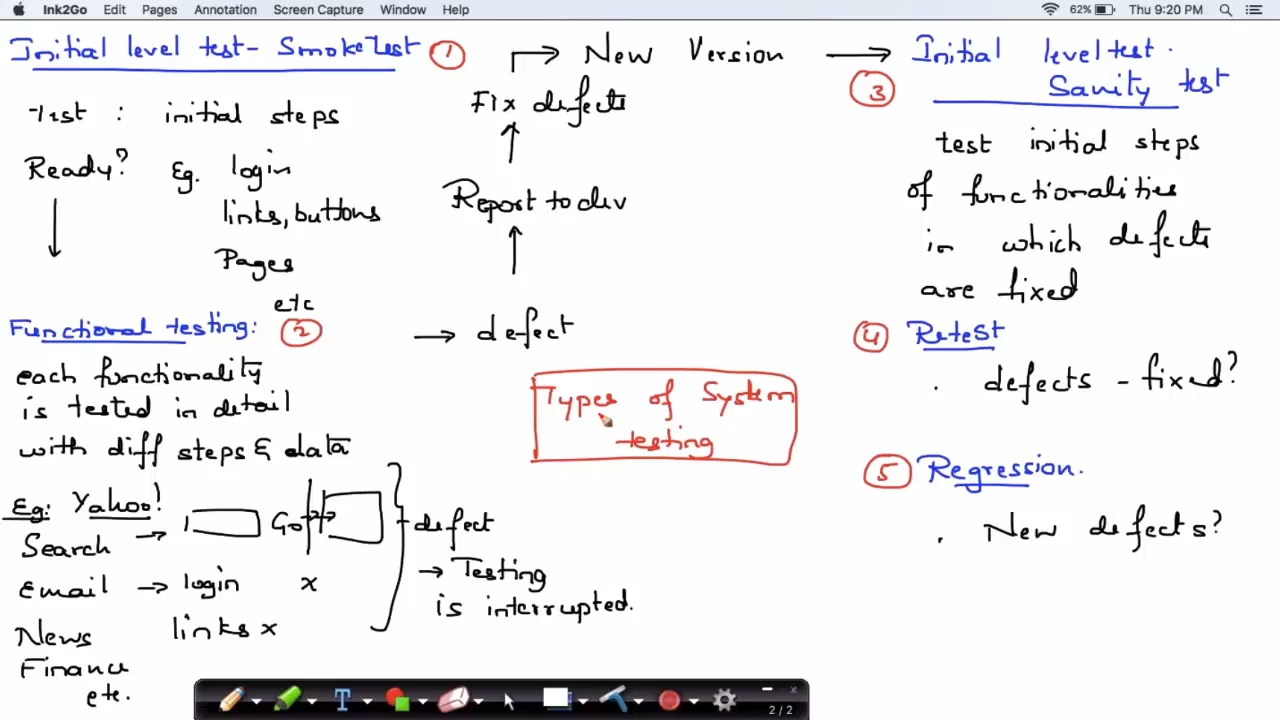 Ink2Go Edit Pages Annotation Screen Capture Window Help 62% Thu 9:20 PM
Initial level test- Smoke Test 1
Test : initial steps
Ready? Eg. login
links, buttons
Pages
etc
Functional testing: 2
each functionality
is tested in detail
with diff steps & data
Eg: Yahoo!
Search → Go
Email → login x
News links x
Finance
etc.
defect
→ Testing
is interrupted.
→ defect
Report to dev
Fix defects
New Version
Types of System
testing
3 Initial level test.
Sanity test
test initial steps
of functionalities
in which defects
are fixed
4 Retest
. defects - fixed?
5 Regression.
. New defects?
2 / 2